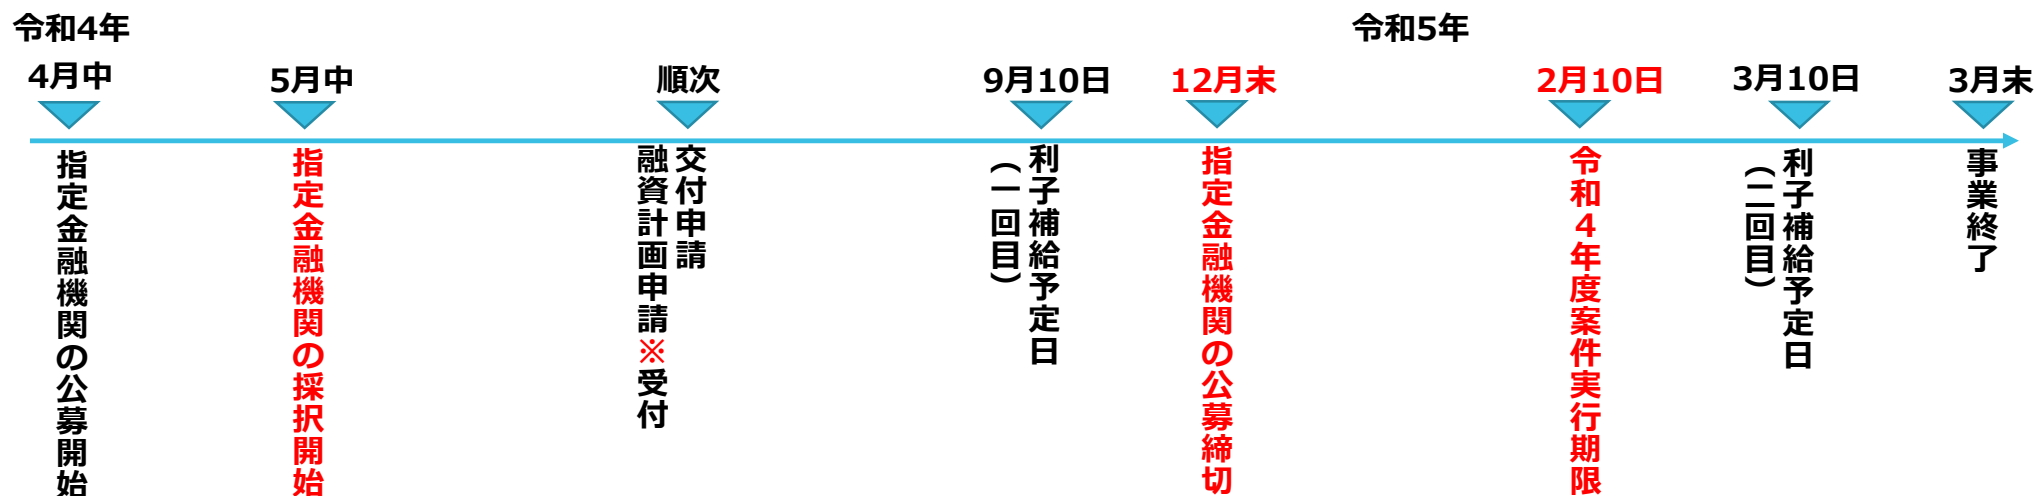 令和4年
令和5年
4月中
5月中
順次
9月10日
12月末
2月10日
3月10日
3月末
指定金融機関の公募開始
指定金融機関の採択開始
交付申請
融資計画申請※受付
利子補給予定日
（一回目）
指定金融機関の公募締切
令和４年度案件実行期限
利子補給予定日
（二回目）
事業終了